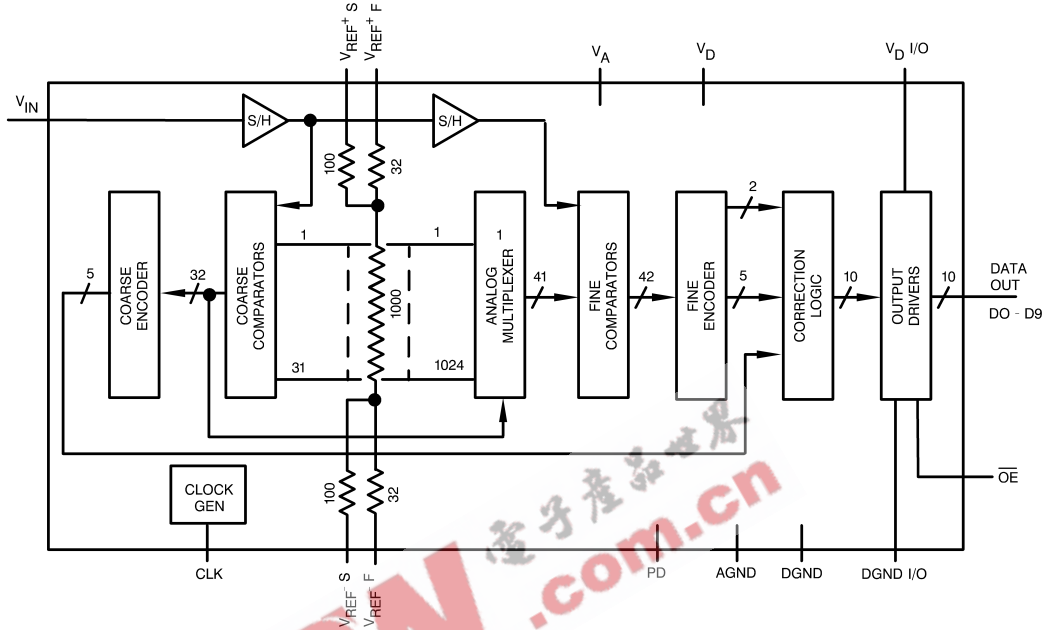 VREF+ S
VREF+ F
VA
VD
VD I/O
VIN
S/H
S/H
100
32
1
1
1
2
5
32
41
42
5
10
10
COARSE
ENCODER
COARSE
COMPARATORS
1000
ANALOG
MULTIPLEXER
FINE
COMPARATORS
FINE
ENCODER
CORRECTION
LOGIC
OUTPUT
DRIVERS
DATA
OUT
DO - D9
31
1024
100
32
CLOCK
GEN
OE
CLK
VREF- S
VREF- F
PD
AGND
DGND
DGND I/O
電子產品世界
.com.cn